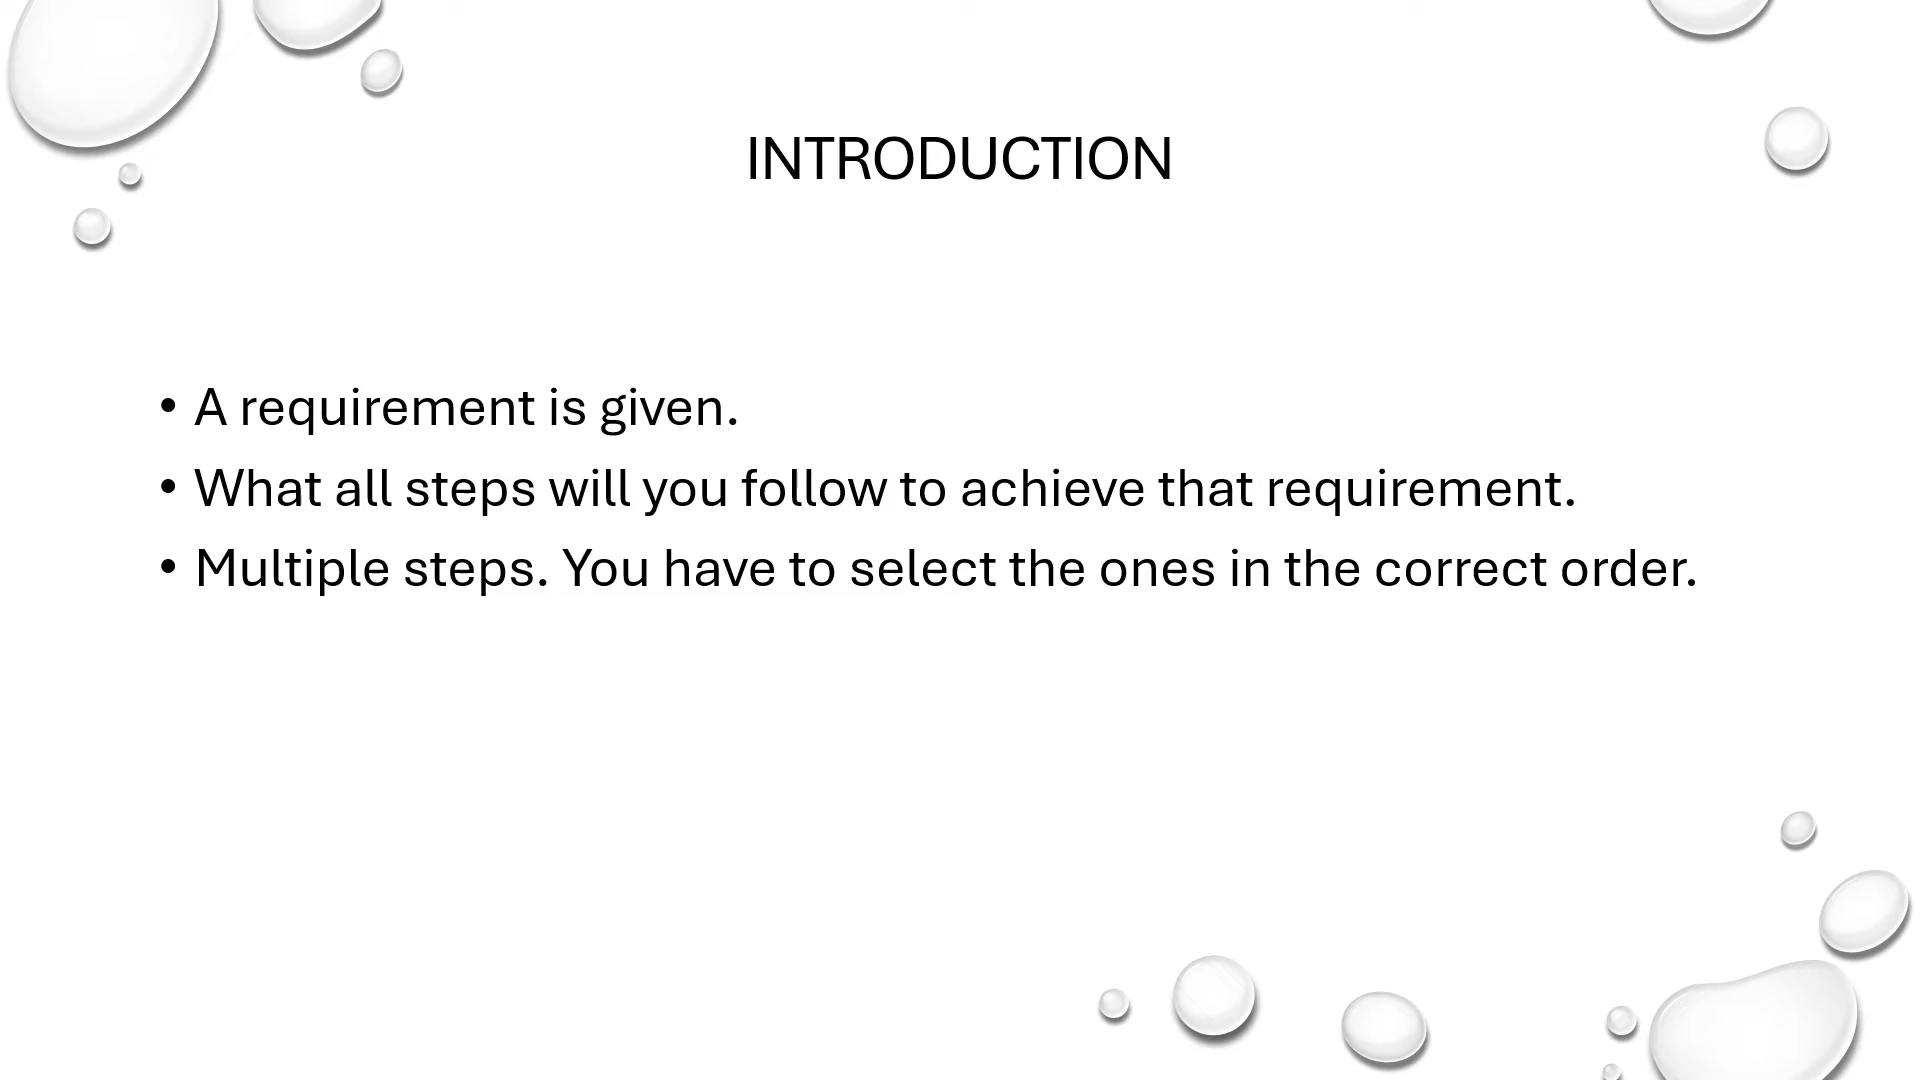 INTRODUCTION
• A requirement is given.
• What all steps will you follow to achieve that requirement.
• Multiple steps. You have to select the ones in the correct order.